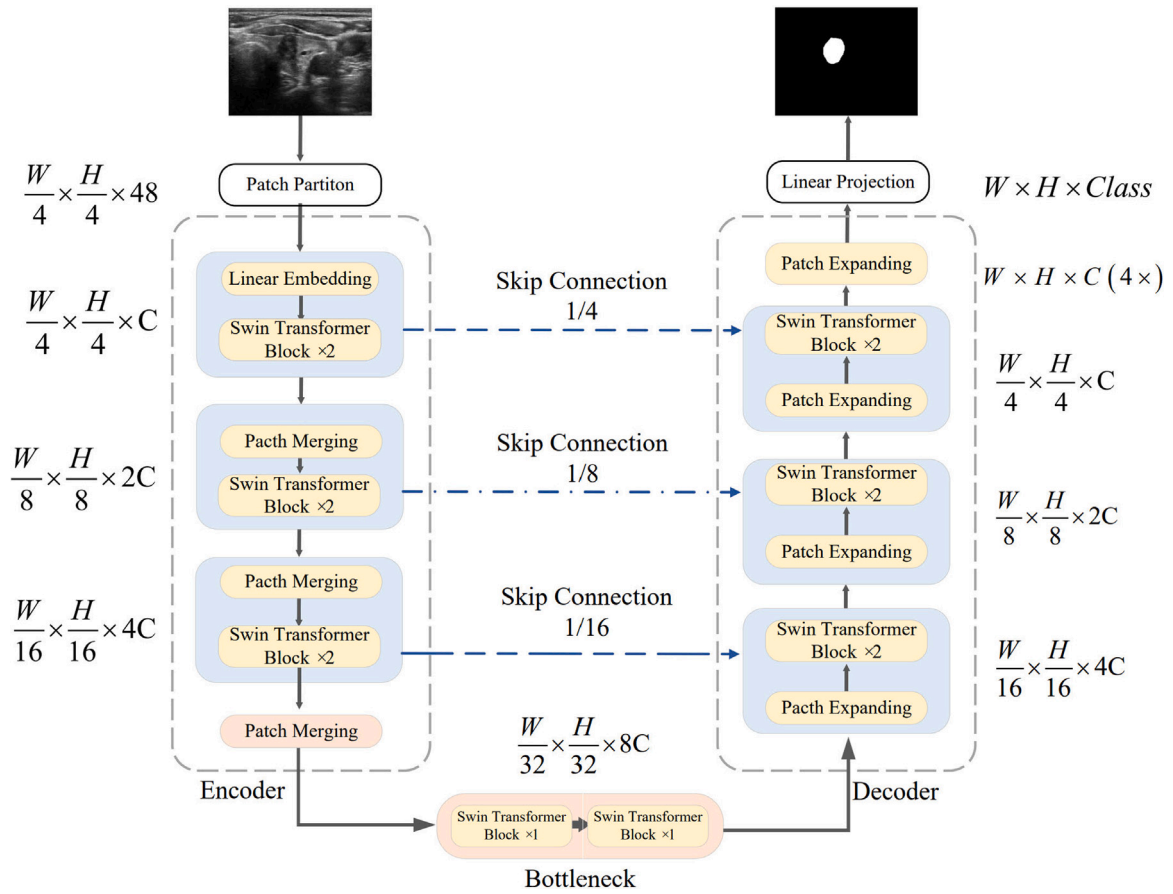 W/4 × H/4 × 48
Patch Partiton
W/4 × H/4 × C
Linear Embedding
Swin Transformer
Block ×2
W/8 × H/8 × 2C
Pacth Merging
Swin Transformer
Block ×2
W/16 × H/16 × 4C
Pacth Merging
Swin Transformer
Block ×2
Patch Merging
Encoder
Skip Connection
1/4
Skip Connection
1/8
Skip Connection
1/16
W/32 × H/32 × 8C
Swin Transformer
Block ×1
Swin Transformer
Block ×1
Bottleneck
Linear Projection
W × H × Class
Patch Expanding
W × H × C (4×)
Swin Transformer
Block ×2
Patch Expanding
W/4 × H/4 × C
Swin Transformer
Block ×2
Patch Expanding
W/8 × H/8 × 2C
Swin Transformer
Block ×2
Pacth Expanding
W/16 × H/16 × 4C
Decoder